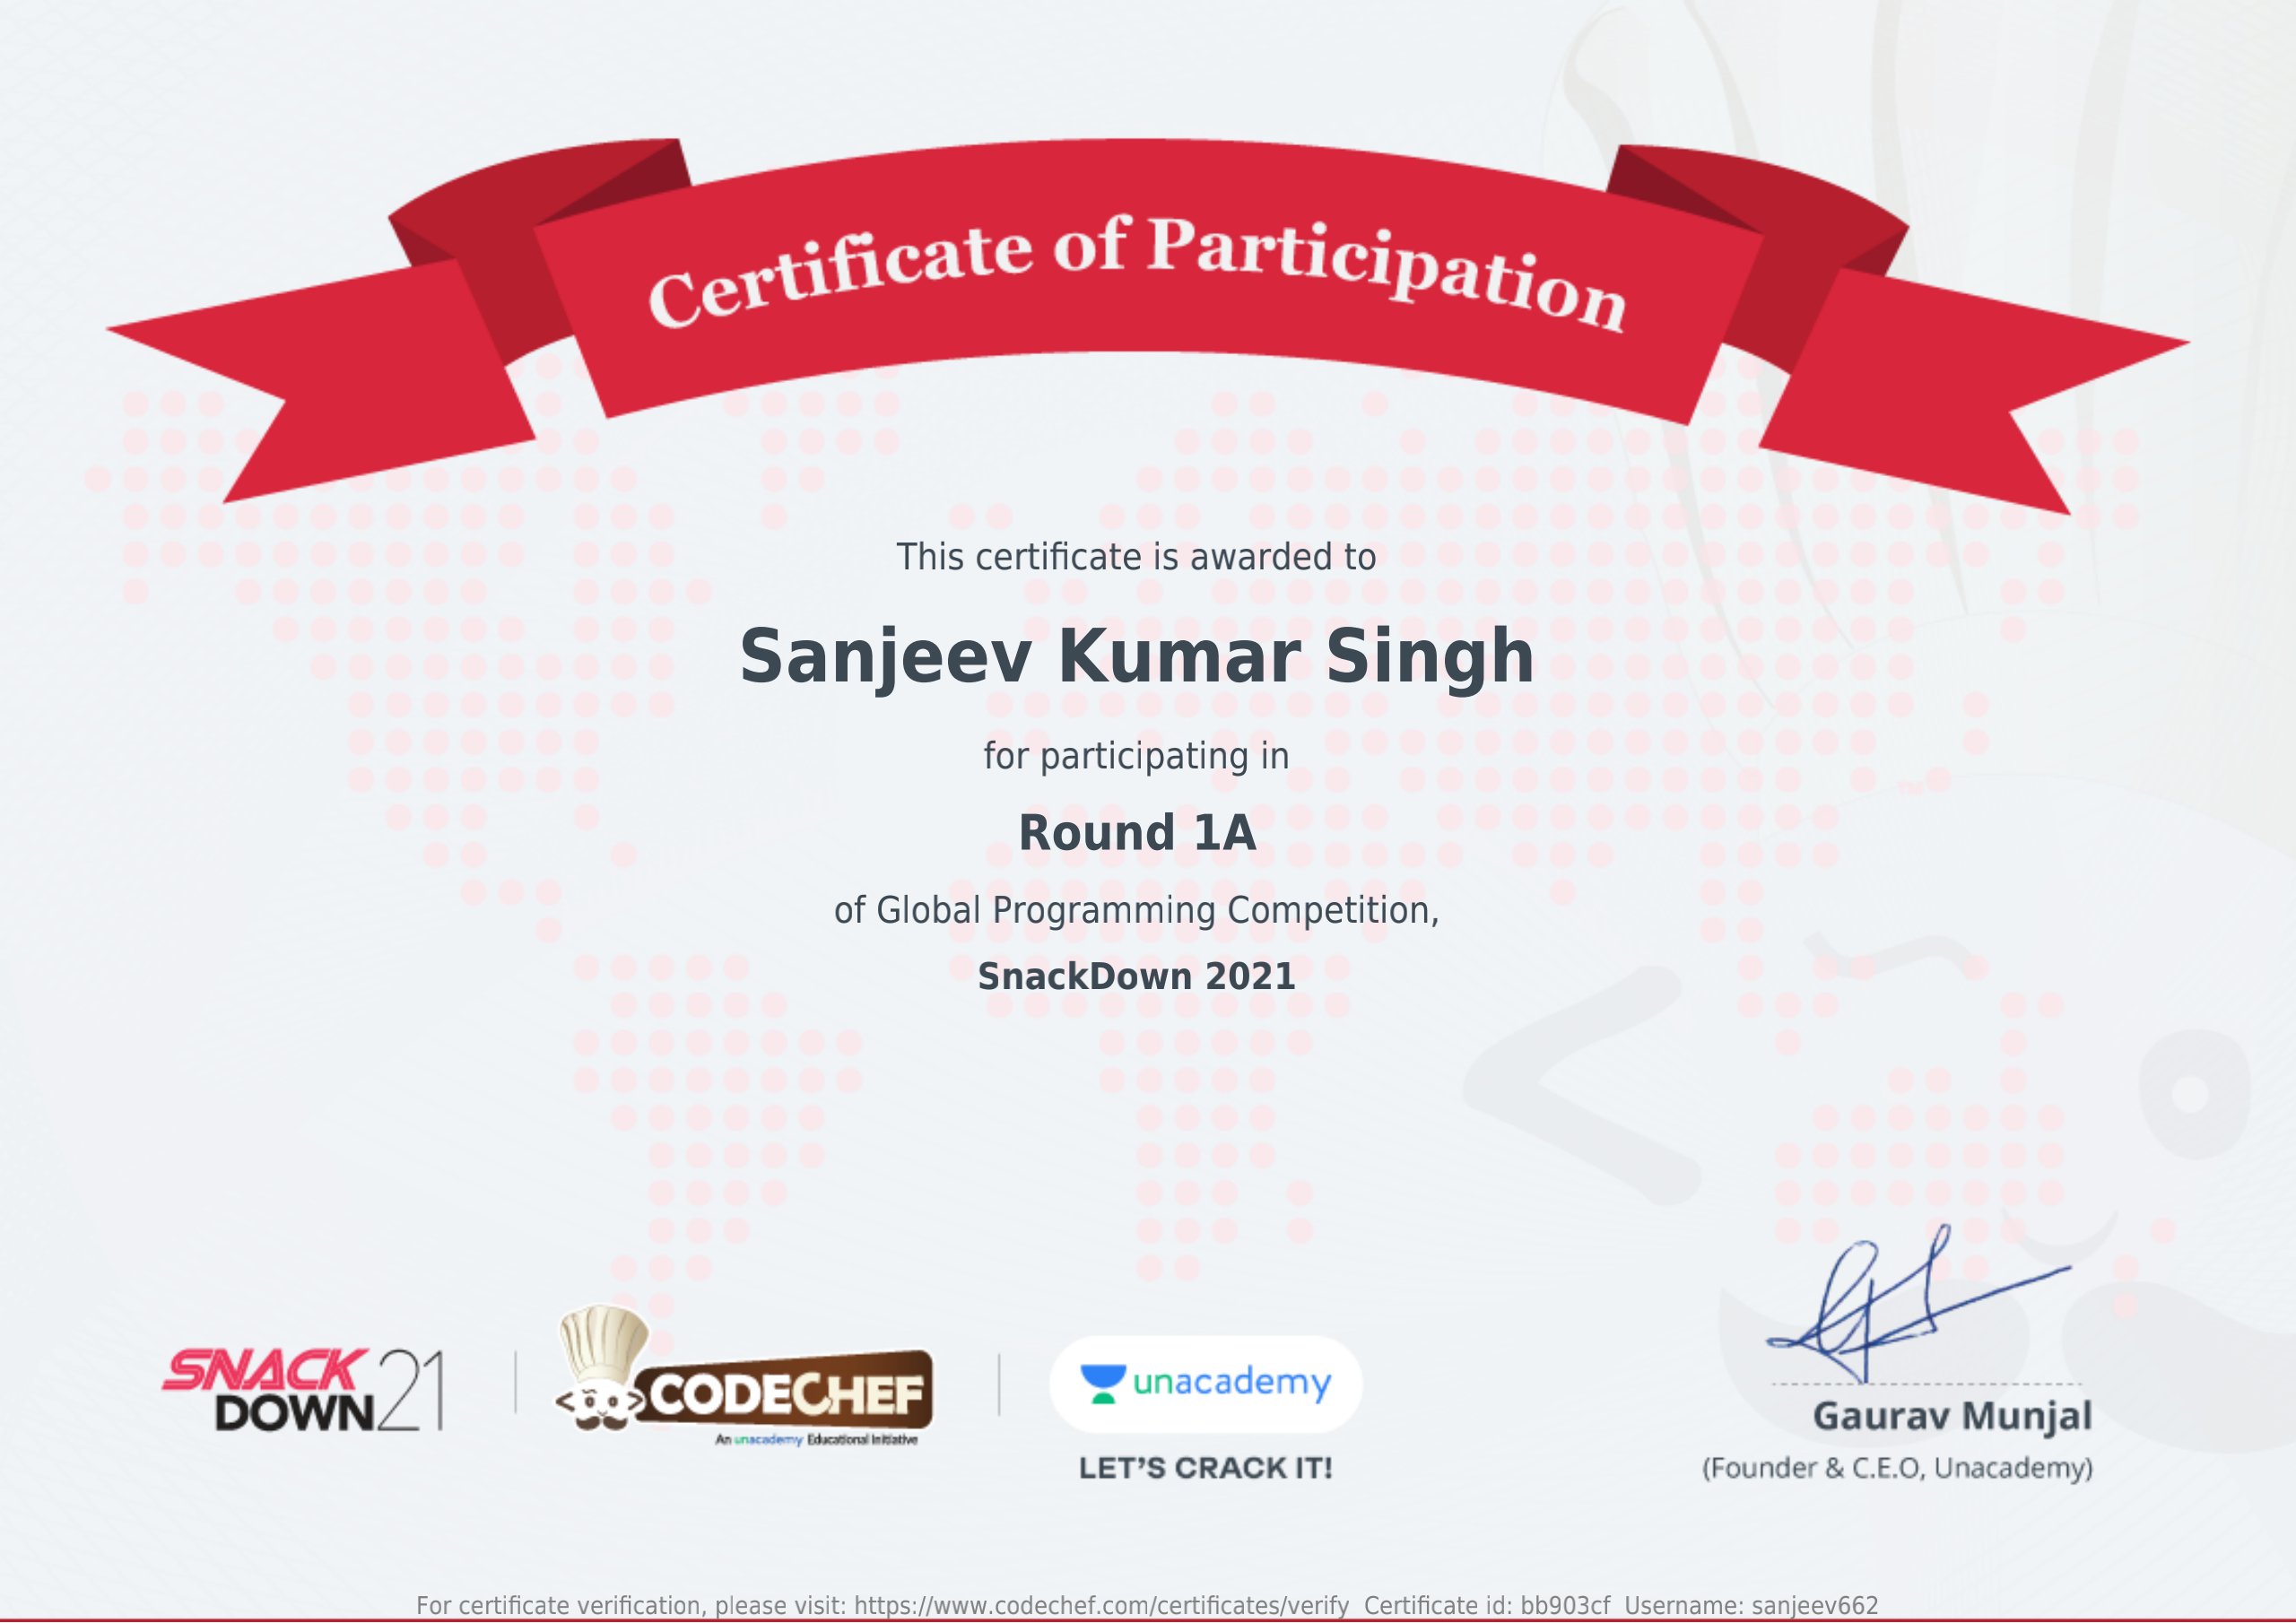 Certificate of Participation
This certificate is awarded to
Sanjeev Kumar Singh
for participating in
Round 1A
of Global Programming Competition,
SnackDown 2021
SNACK
DOWN21
CODECHEF
An unacademy Educational Initiative
unacademy
LET'S CRACK IT!
Gaurav Munjal
(Founder & C.E.O, Unacademy)
For certificate verification, please visit: https://www.codechef.com/certificates/verify Certificate id: bb903cf Username: sanjeev662